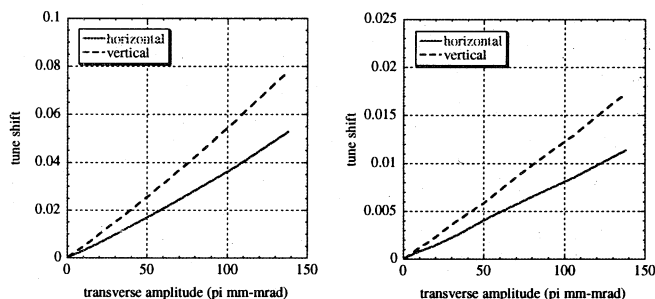 0.1
0.08
0.06
0.04
0.02
0
tune shift
horizontal
vertical
0 50 100 150
transverse amplitude (pi mm-mrad)
0.025
0.02
0.015
0.01
0.005
0
tune shift
horizontal
vertical
0 50 100 150
transverse amplitude (pi mm-mrad)